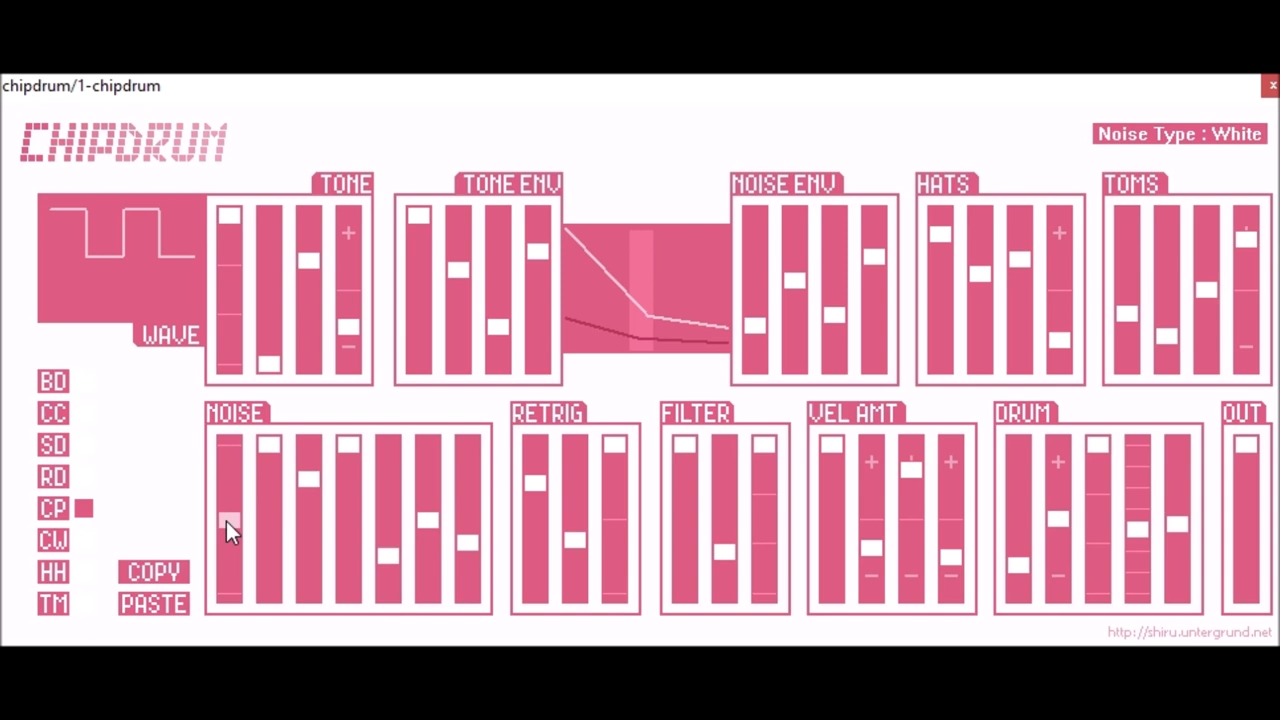 chipdrum/1-chipdrum
x
CHIPDRUM
Noise Type : White
TONE
TONE ENV
NOISE ENV
HATS
TOMS
WAVE
BD
CC
SD
RD
CP
CW
HH
TM
COPY
PASTE
NOISE
RETRIG
FILTER
VEL AMT
DRUM
OUT
+
+
+
+
+
+
−
−
−
−
−
−
−
http://shiru.untergrund.net